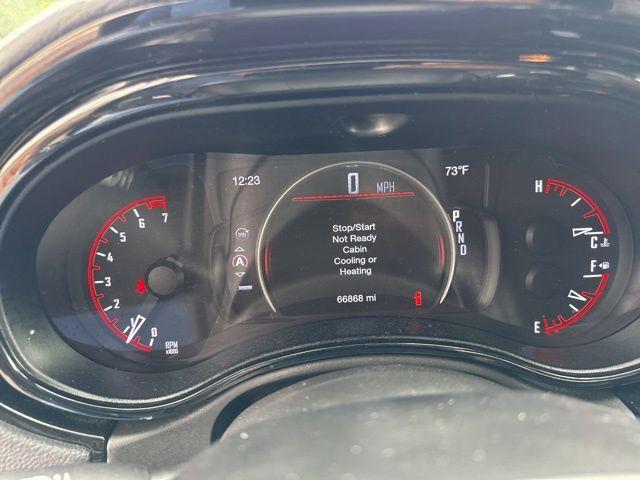 12:23
0 MPH
73°F
Stop/Start
Not Ready
Cabin
Cooling or
Heating
66868 mi
A
P
R
N
D
7
6
5
4
3
2
1
0
RPM
x1000
H
C
F
E